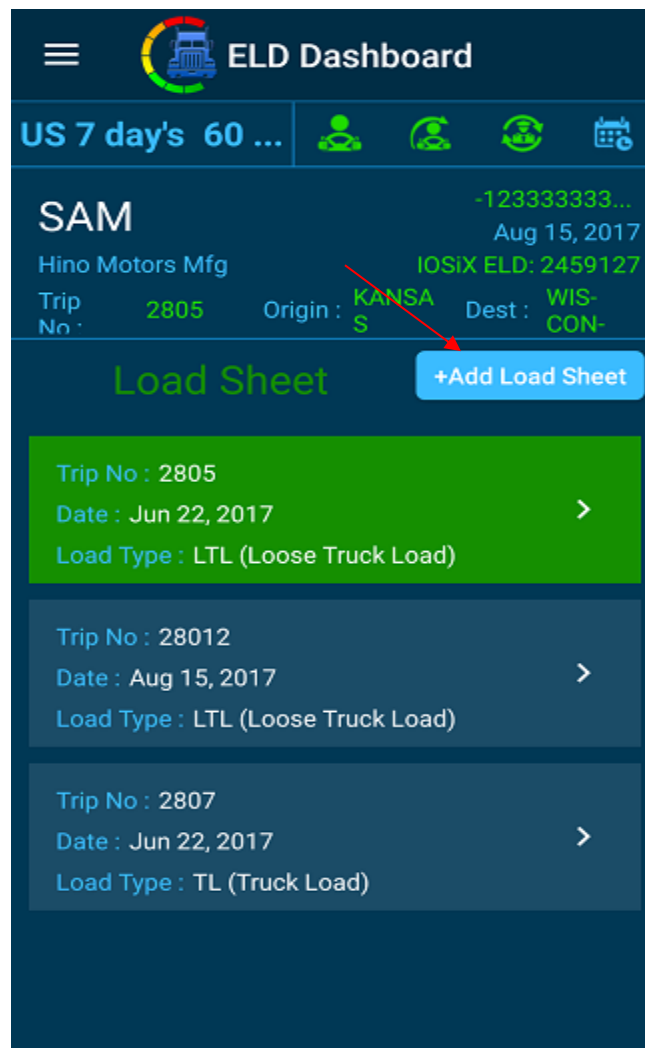 ELD Dashboard
US 7 day's 60 ...
SAM
-123333333...
Aug 15, 2017
Hino Motors Mfg
IOSiX ELD: 2459127
Trip No :
2805
Origin :
KANSA
S
Dest :
WIS-
CON-
Load Sheet
+Add Load Sheet
Trip No : 2805
Date : Jun 22, 2017
Load Type : LTL (Loose Truck Load)
Trip No : 28012
Date : Aug 15, 2017
Load Type : LTL (Loose Truck Load)
Trip No : 2807
Date : Jun 22, 2017
Load Type : TL (Truck Load)